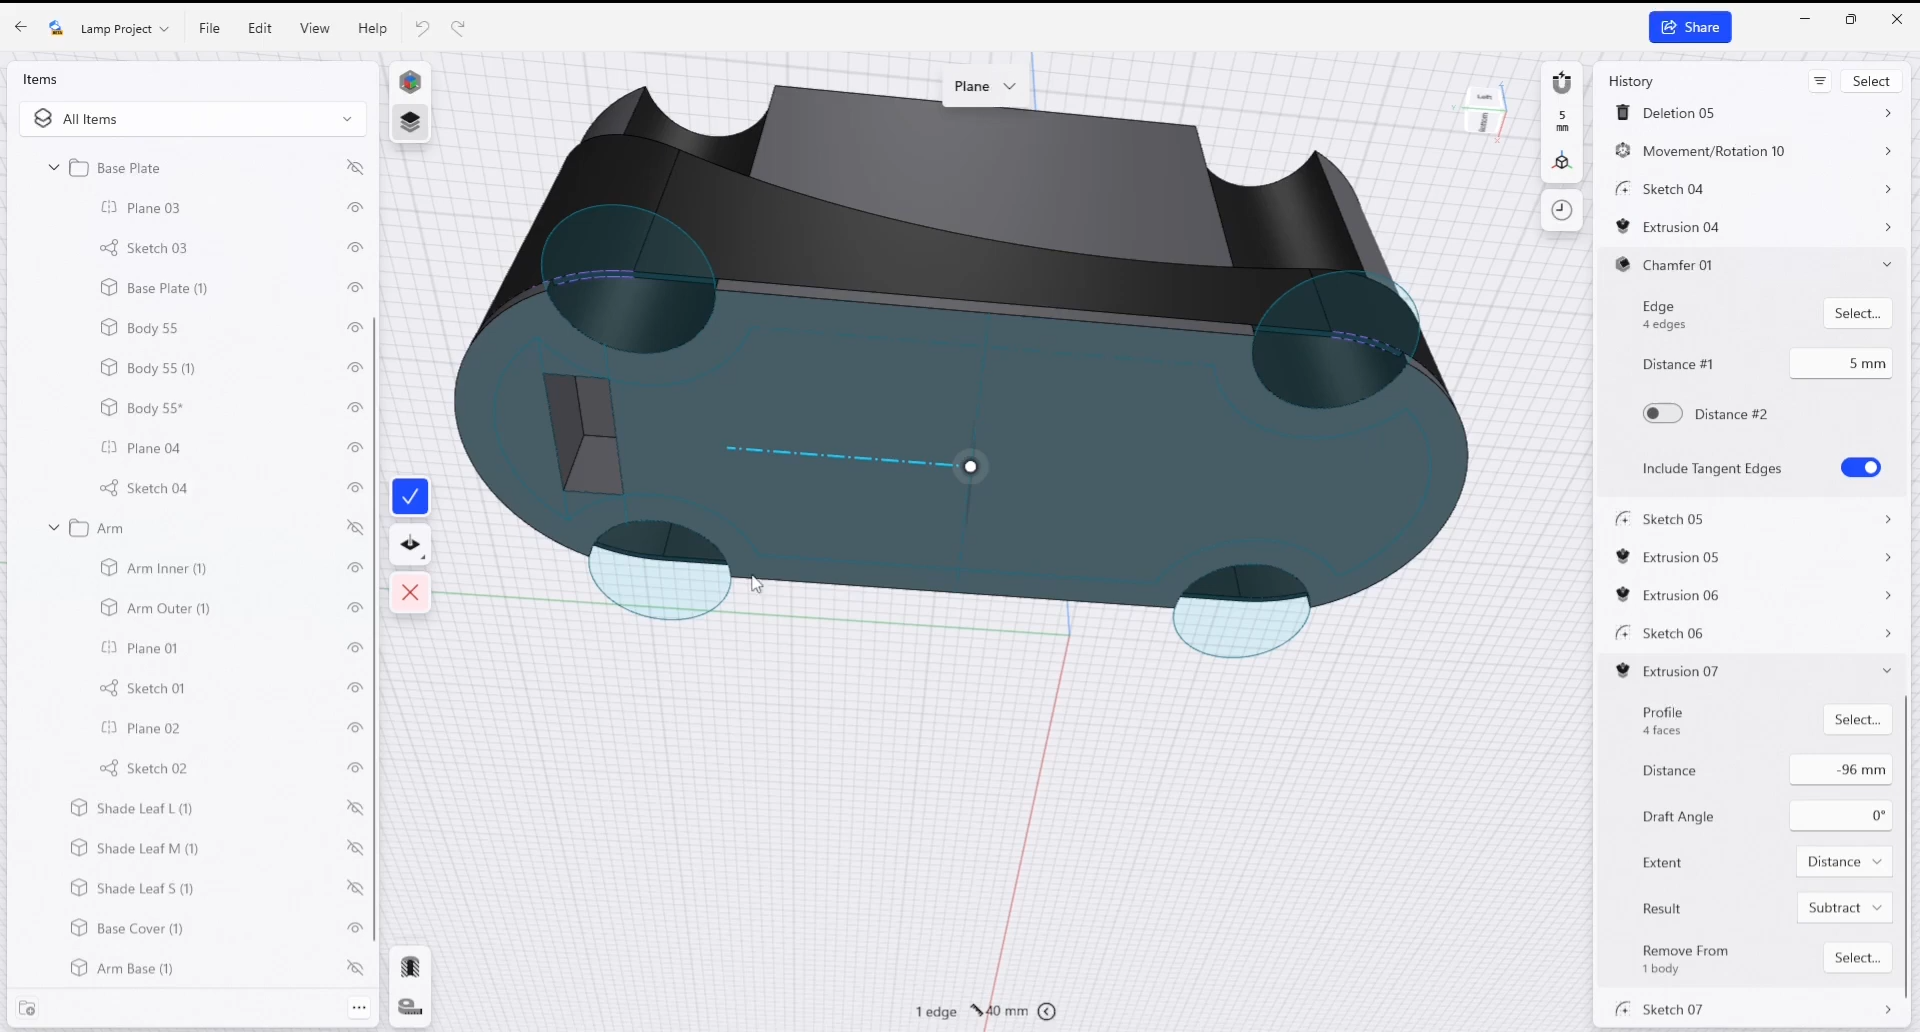 Lamp Project
File
Edit
View
Help
Share
Items
All Items
Base Plate
Plane 03
Sketch 03
Base Plate (1)
Body 55
Body 55 (1)
Body 55*
Plane 04
Sketch 04
Arm
Arm Inner (1)
Arm Outer (1)
Plane 01
Sketch 01
Plane 02
Sketch 02
Shade Leaf L (1)
Shade Leaf M (1)
Shade Leaf S (1)
Base Cover (1)
Arm Base (1)
Plane
5
mm
1 edge
40 mm
History
Select
Deletion 05
Movement/Rotation 10
Sketch 04
Extrusion 04
Chamfer 01
Edge
4 edges
Select...
Distance #1
5 mm
Distance #2
Include Tangent Edges
Sketch 05
Extrusion 05
Extrusion 06
Sketch 06
Extrusion 07
Profile
4 faces
Select...
Distance
-96 mm
Draft Angle
0°
Extent
Distance
Result
Subtract
Remove From
1 body
Select...
Sketch 07